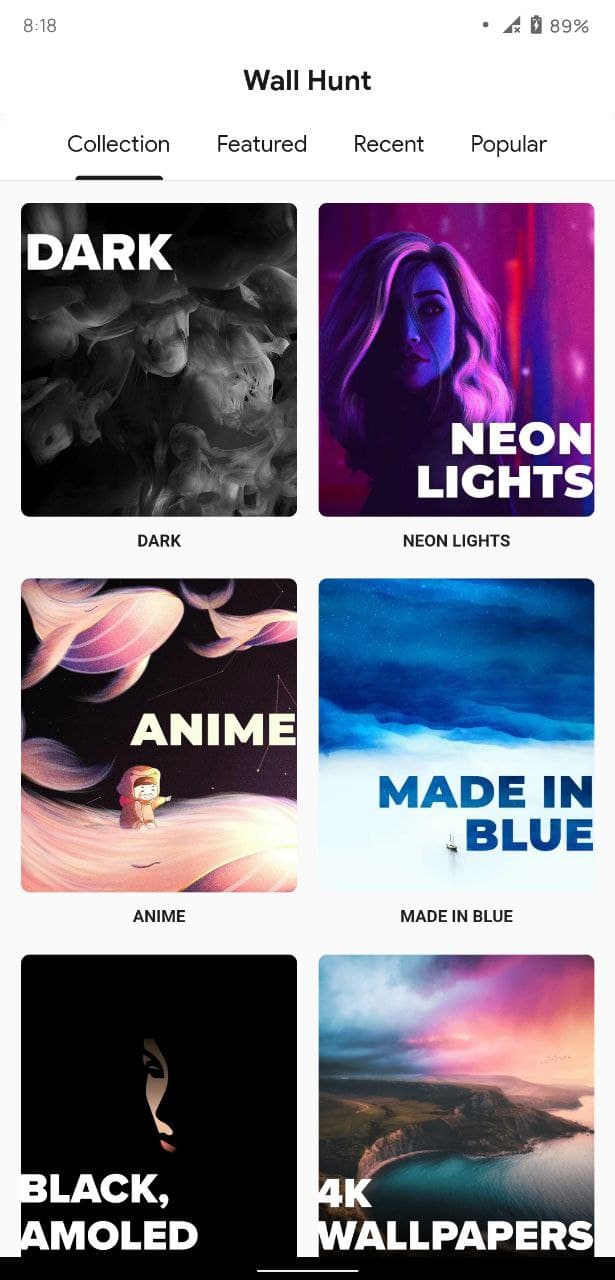 8:18
89%
Wall Hunt
Collection Featured Recent Popular
DARK
NEON
LIGHTS
DARK
NEON LIGHTS
ANIME
MADE IN
BLUE
ANIME
MADE IN BLUE
BLACK,
AMOLED
4K
WALLPAPERS